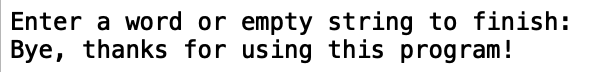 Enter a word or empty string to finish:
Bye, thanks for using this program!